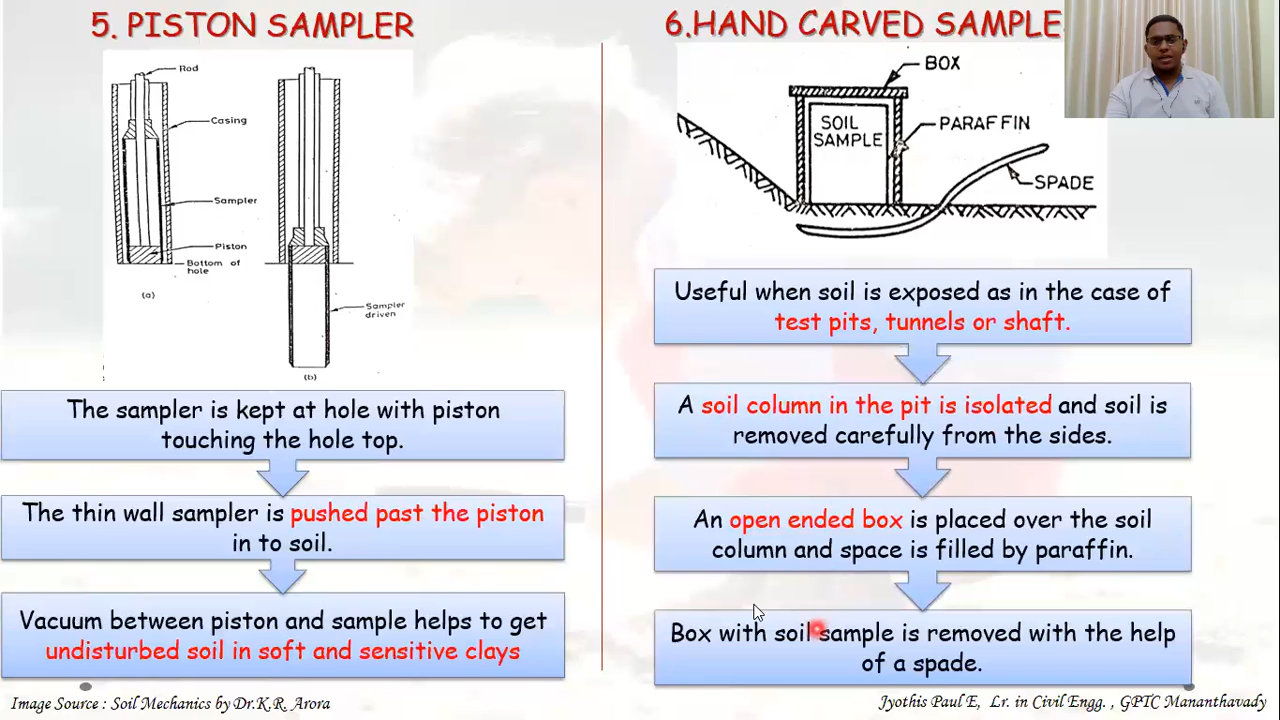 5. PISTON SAMPLER
Rod
Casing
Sampler
Piston
Bottom of
hole
(a)
Sampler
driven
(b)
The sampler is kept at hole with piston
touching the hole top.
The thin wall sampler is pushed past the piston
in to soil.
Vacuum between piston and sample helps to get
undisturbed soil in soft and sensitive clays
6.HAND CARVED SAMPLE
BOX
SOIL
SAMPLE
PARAFFIN
SPADE
Useful when soil is exposed as in the case of
test pits, tunnels or shaft.
A soil column in the pit is isolated and soil is
removed carefully from the sides.
An open ended box is placed over the soil
column and space is filled by paraffin.
Box with soil sample is removed with the help
of a spade.
Image Source : Soil Mechanics by Dr.K.R. Arora
Jyothis Paul E, Lr. in Civil Engg. , GPTC Mananthavady